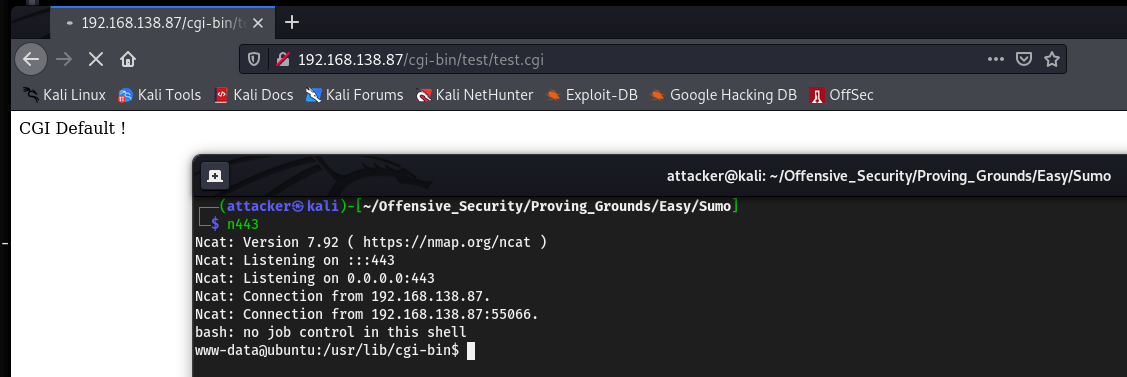 192.168.138.87/cgi-bin/t
192.168.138.87/cgi-bin/test/test.cgi
Kali Linux Kali Tools Kali Docs Kali Forums Kali NetHunter Exploit-DB Google Hacking DB OffSec
CGI Default !
attacker@kali: ~/Offensive_Security/Proving_Grounds/Easy/Sumo
(attacker㉿kali)-[~/Offensive_Security/Proving_Grounds/Easy/Sumo]
$ n443
Ncat: Version 7.92 ( https://nmap.org/ncat )
Ncat: Listening on :::443
Ncat: Listening on 0.0.0.0:443
Ncat: Connection from 192.168.138.87.
Ncat: Connection from 192.168.138.87:55066.
bash: no job control in this shell
www-data@ubuntu:/usr/lib/cgi-bin$